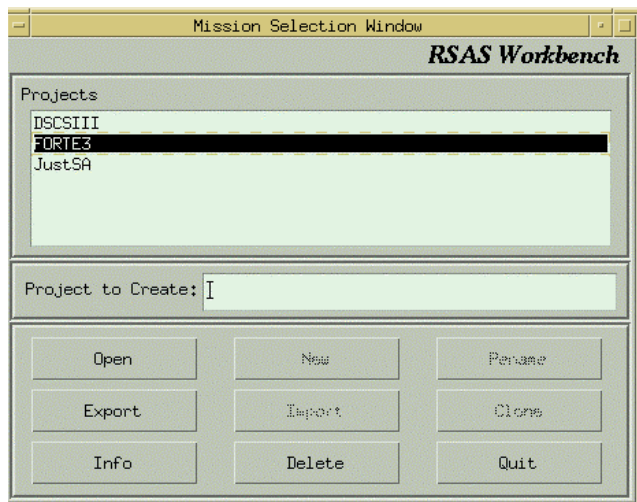 Mission Selection Window
RSAS Workbench
Projects
DSCSIII
FORTE3
JustSA
Project to Create:
Open New Rename
Export Import Clone
Info Delete Quit